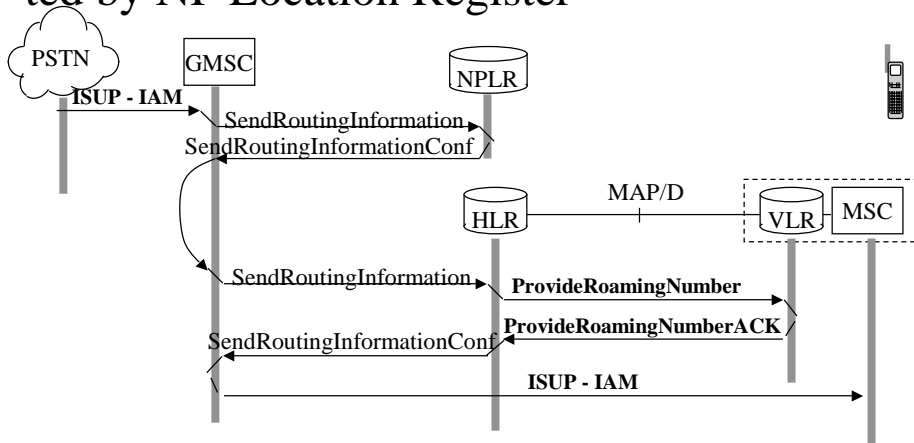 ted by NP Location Register
PSTN
GMSC
NPLR
ISUP - IAM
SendRoutingInformation
SendRoutingInformationConf
MAP/D
HLR
VLR
MSC
SendRoutingInformation
ProvideRoamingNumber
ProvideRoamingNumberACK
SendRoutingInformationConf
ISUP - IAM